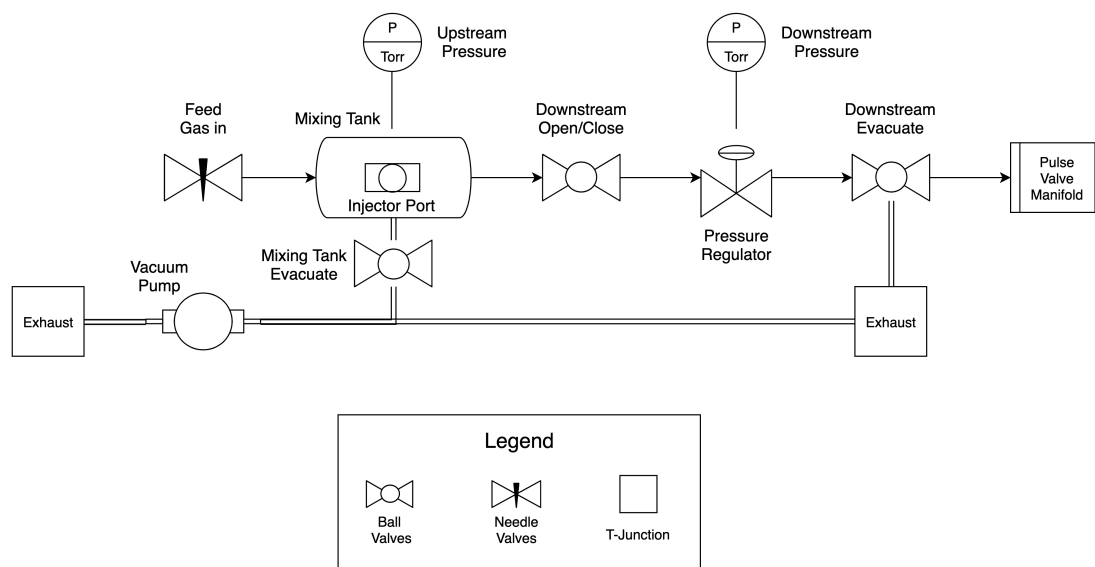 P
Torr
Upstream
Pressure
P
Torr
Downstream
Pressure
Feed
Gas in
Mixing Tank
Downstream
Open/Close
Downstream
Evacuate
Injector Port
Pulse
Valve
Manifold
Pressure
Regulator
Mixing Tank
Evacuate
Vacuum
Pump
Exhaust
Exhaust
Legend
Ball
Valves
Needle
Valves
T-Junction